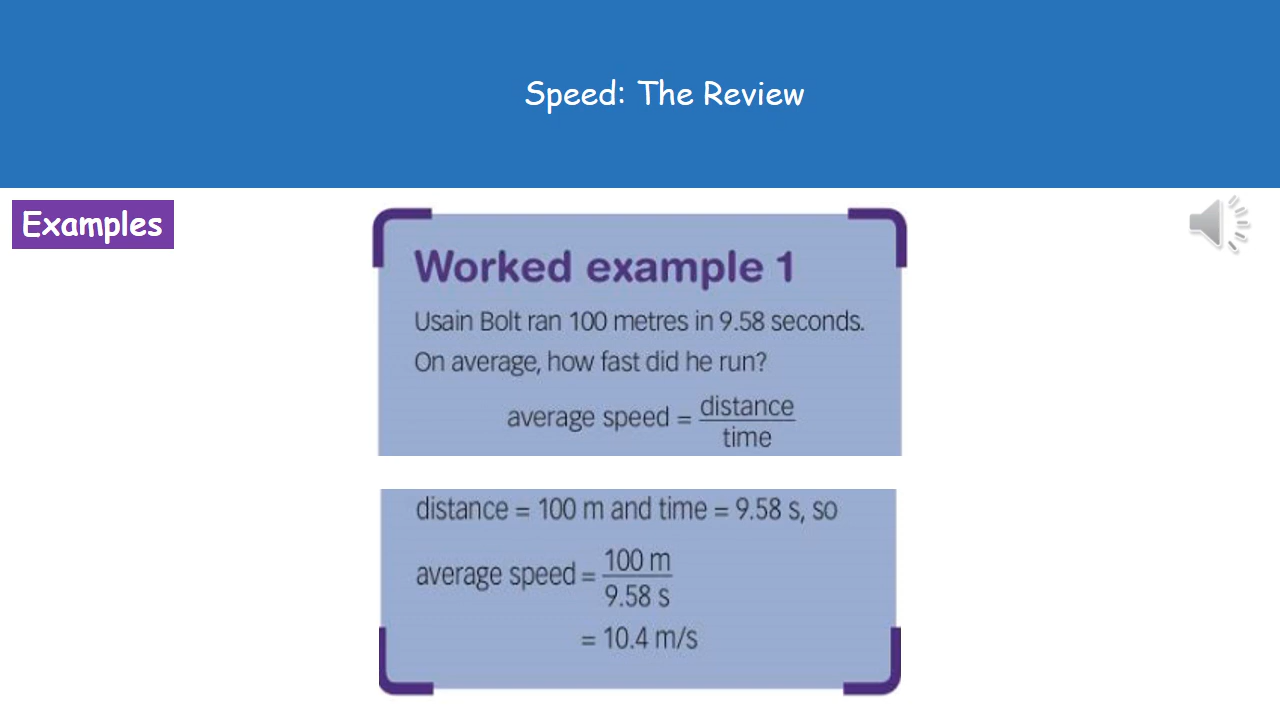 Speed: The Review
Examples
Worked example 1
Usain Bolt ran 100 metres in 9.58 seconds.
On average, how fast did he run?
average speed = distance
time
distance = 100 m and time = 9.58 s, so
average speed = 100 m
9.58 s
= 10.4 m/s